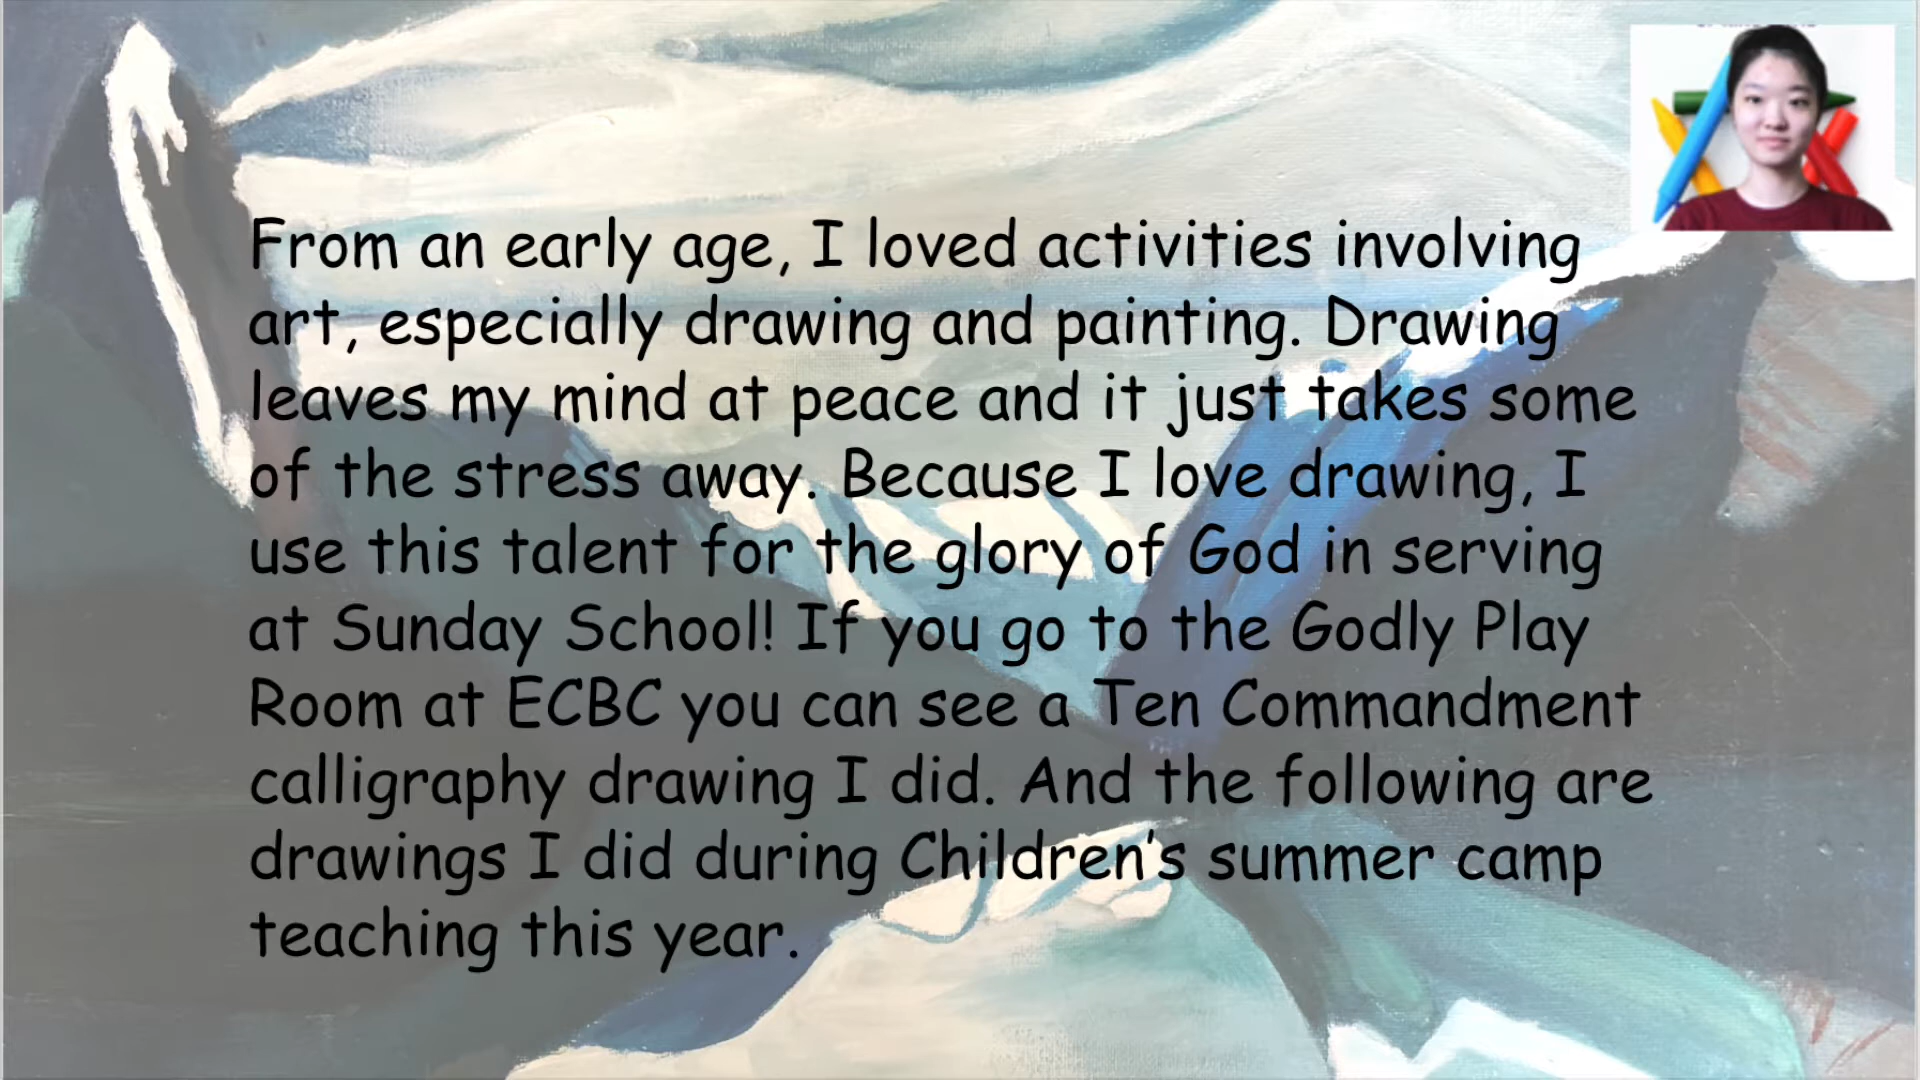 From an early age, I loved activities involving
art, especially drawing and painting. Drawing
leaves my mind at peace and it just takes some
of the stress away. Because I love drawing, I
use this talent for the glory of God in serving
at Sunday School! If you go to the Godly Play
Room at ECBC you can see a Ten Commandment
calligraphy drawing I did. And the following are
drawings I did during Children’s summer camp
teaching this year.